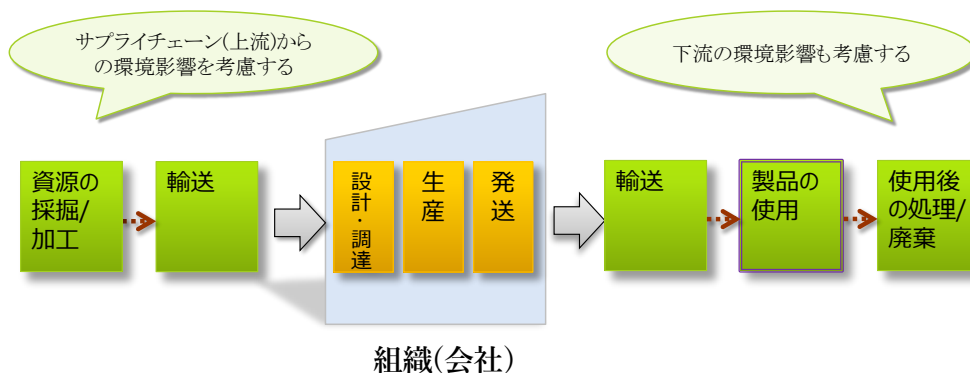 サプライチェーン(上流)から
の環境影響を考慮する
下流の環境影響も考慮する
資源の
採掘/
加工
輸送
設計・調達
生産
発送
輸送
製品の
使用
使用後
の処理/
廃棄
組織(会社)